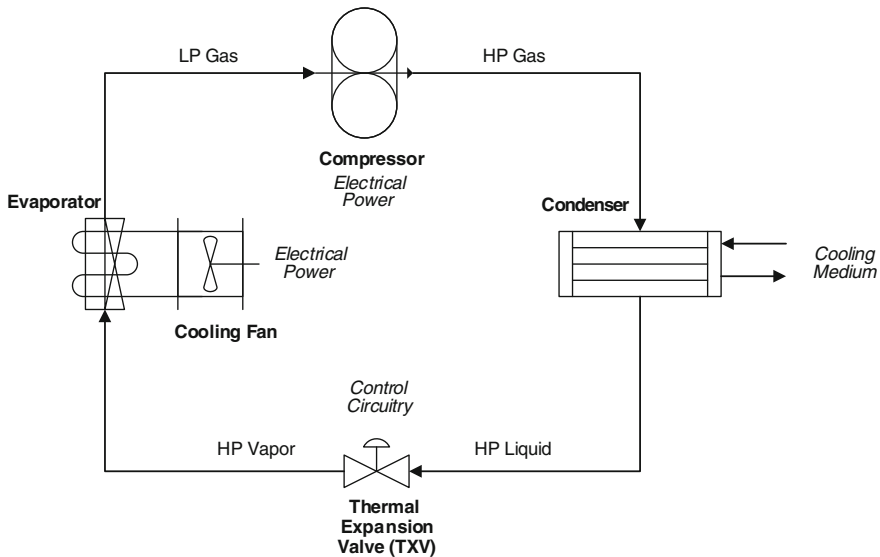 LP Gas
HP Gas
Compressor
Electrical
Power
Evaporator
Condenser
Electrical
Power
Cooling
Medium
Cooling Fan
Control
Circuitry
HP Vapor
HP Liquid
Thermal
Expansion
Valve (TXV)